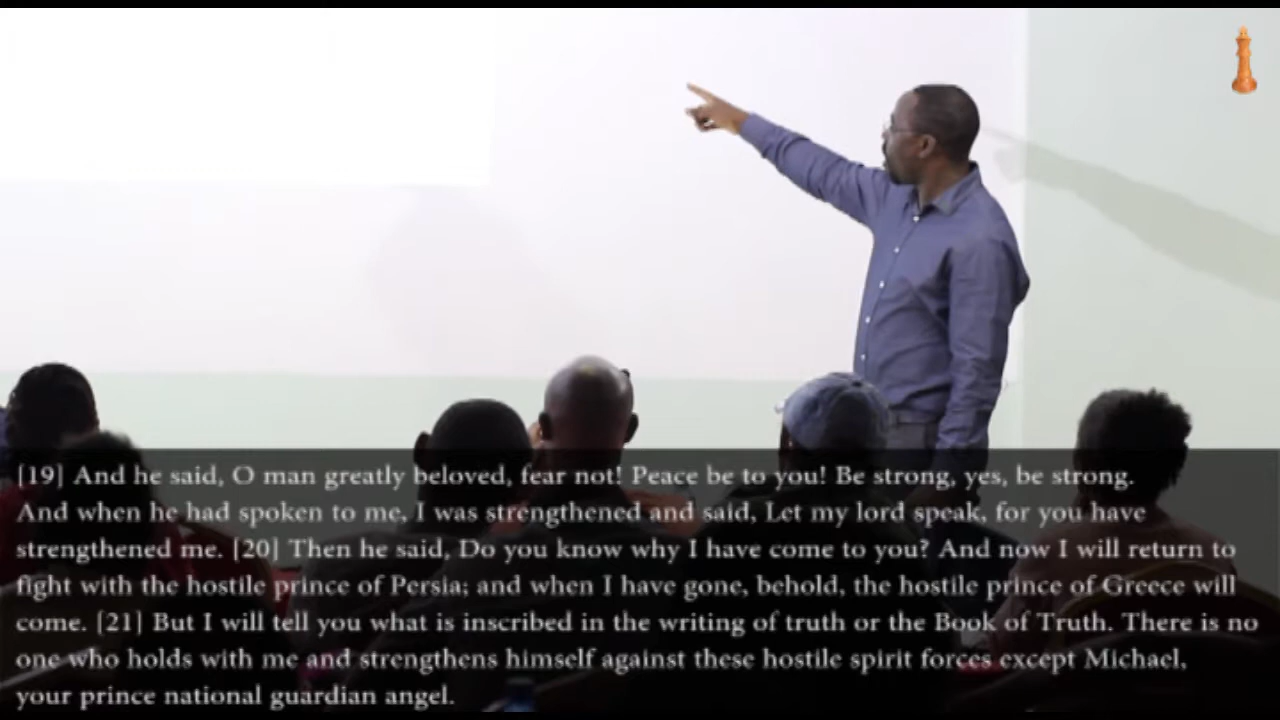 [19] And he said, O man greatly beloved, fear not! Peace be to you! Be strong, yes, be strong.
And when he had spoken to me, I was strengthened and said, Let my lord speak, for you have
strengthened me. [20] Then he said, Do you know why I have come to you? And now I will return to
fight with the hostile prince of Persia; and when I have gone, behold, the hostile prince of Greece will
come. [21] But I will tell you what is inscribed in the writing of truth or the Book of Truth. There is no
one who holds with me and strengthens himself against these hostile spirit forces except Michael,
your prince national guardian angel.